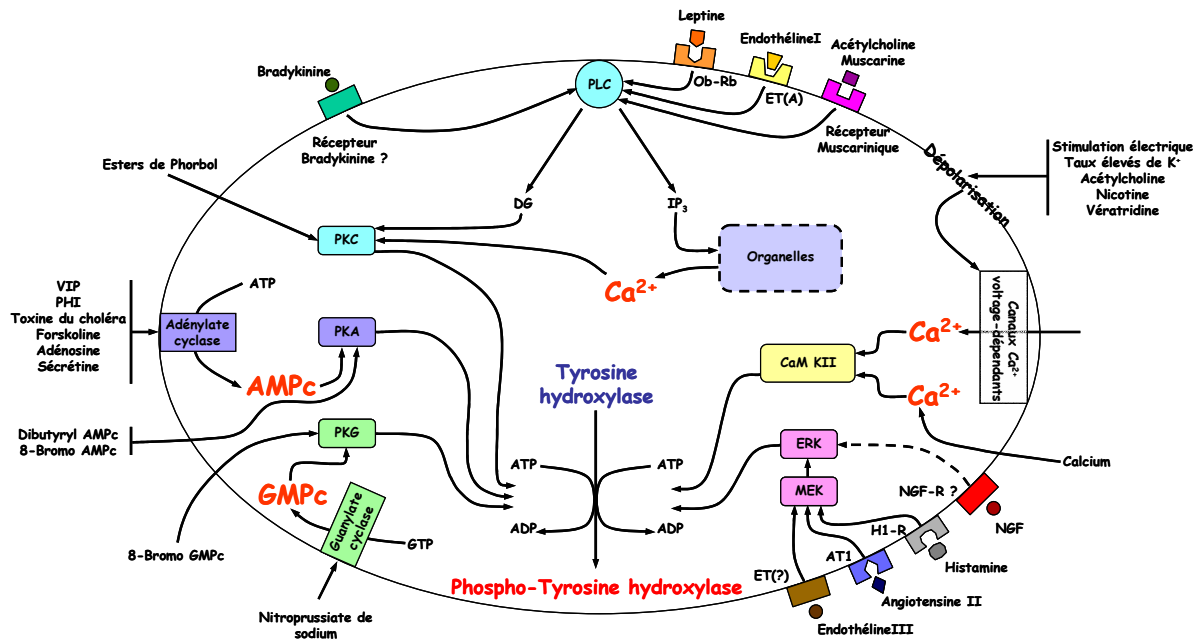 Leptine
EndothélineI
Acétylcholine
Muscarine
Bradykinine
PLC
Ob-Rb
ET(A)
Récepteur
Bradykinine ?
Récepteur
Muscarinique
Dépolarisation
Stimulation électrique
Taux élevés de K⁺
Acétylcholine
Nicotine
Vératridine
Esters de Phorbol
DG
IP₃
PKC
Organelles
Ca²⁺
VIP
PHI
Toxine du choléra
Forskoline
Adénosine
Sécrétine
ATP
Adénylate
cyclase
PKA
AMPc
Canaux Ca²⁺
voltage-dépendants
Ca²⁺
CaM KII
Ca²⁺
Tyrosine
hydroxylase
Dibutyryl AMPc
8-Bromo AMPc
PKG
ERK
Calcium
ATP
ATP
GMPc
MEK
NGF-R ?
NGF
Guanylate
cyclase
GTP
ADP
ADP
H1-R
8-Bromo GMPc
AT1
Histamine
ET(?)
Phospho-Tyrosine hydroxylase
Angiotensine II
Nitroprussiate de
sodium
EndothélineIII